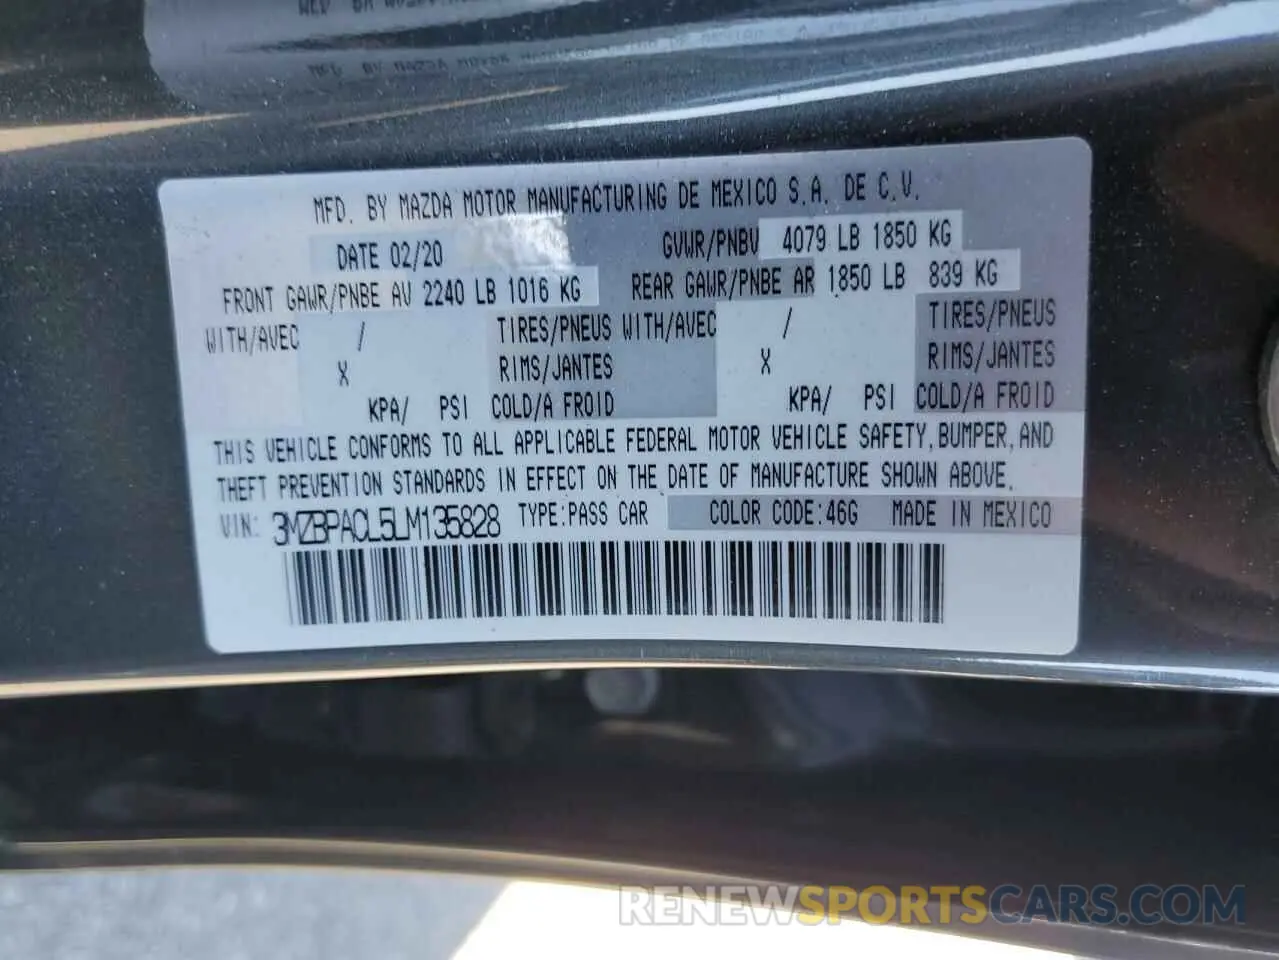 MFD. BY MAZDA MOTOR MANUFACTURING DE MEXICO S.A. DE C.V.
DATE 02/20 GVWR/PNBV 4079 LB 1850 KG
FRONT GAWR/PNBE AV 2240 LB 1016 KG REAR GAWR/PNBE AR 1850 LB 839 KG
WITH/AVEC / TIRES/PNEUS WITH/AVEC / TIRES/PNEUS
X RIMS/JANTES X RIMS/JANTES
KPA/ PSI COLD/A FROID KPA/ PSI COLD/A FROID
THIS VEHICLE CONFORMS TO ALL APPLICABLE FEDERAL MOTOR VEHICLE SAFETY, BUMPER, AND
THEFT PREVENTION STANDARDS IN EFFECT ON THE DATE OF MANUFACTURE SHOWN ABOVE.
VIN: 3MZBPACL5LM135828 TYPE:PASS CAR COLOR CODE:46G MADE IN MEXICO
RENEWSPORTSCARS.COM